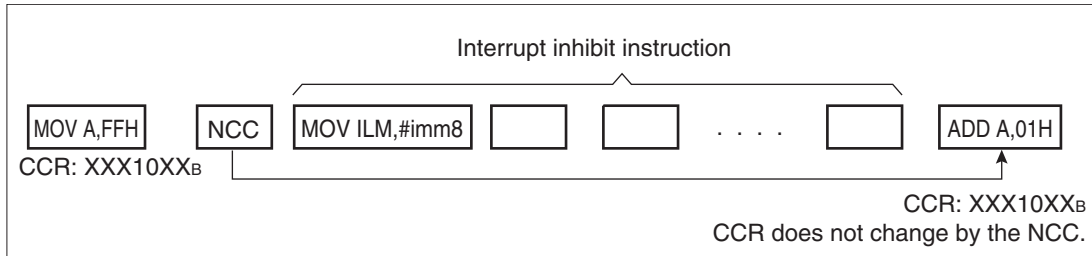 Interrupt inhibit instruction
MOV A,FFH NCC MOV ILM,#imm8 . . . . ADD A,01H
CCR: XXX10XXB
CCR: XXX10XXB
CCR does not change by the NCC.